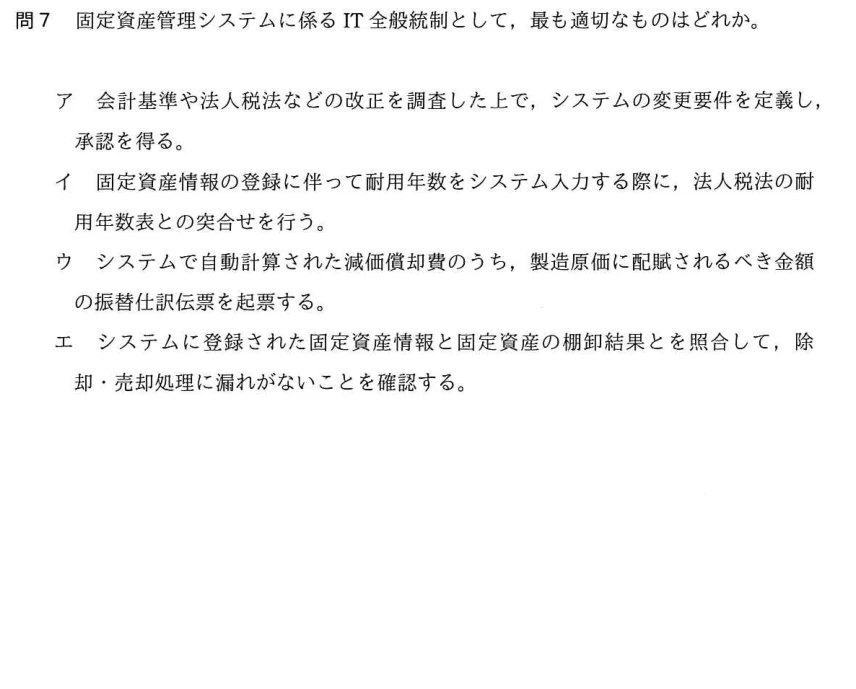 問7 固定資産管理システムに係る IT 全般統制として，最も適切なものはどれか。
ア 会計基準や法人税法などの改正を調査した上で，システムの変更要件を定義し，
承認を得る。
イ 固定資産情報の登録に伴って耐用年数をシステム入力する際に，法人税法の耐
用年数表との突合せを行う。
ウ システムで自動計算された減価償却費のうち，製造原価に配賦されるべき金額
の振替仕訳伝票を起票する。
エ システムに登録された固定資産情報と固定資産の棚卸結果とを照合して，除
却・売却処理に漏れがないことを確認する。